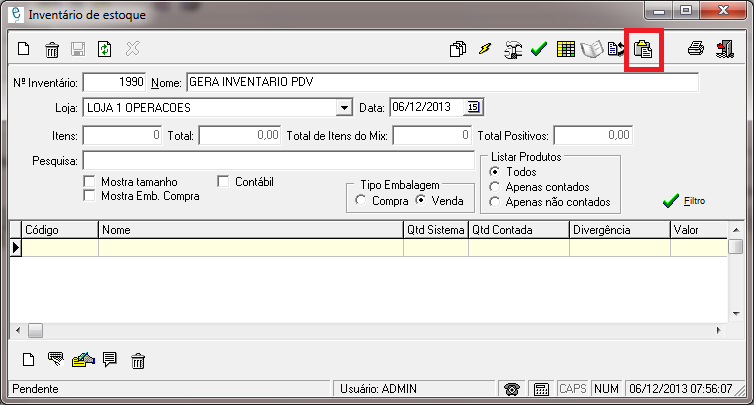 Inventário de estoque
Nº Inventário: 1990 Nome: GERA INVENTARIO PDV
Loja: LOJA 1 OPERACOES Data: 06/12/2013 15
Itens: 0 Total: 0,00 Total de Itens do Mix: 0 Total Positivos: 0,00
Pesquisa:
Mostra tamanho Contábil
Mostra Emb. Compra
Tipo Embalagem
Compra Venda
Listar Produtos
Todos
Apenas contados
Apenas não contados
Filtro
Código Nome Qtd Sistema Qtd Contada Divergência Valor
Pendente Usuário: ADMIN CAPS NUM 06/12/2013 07:56:07